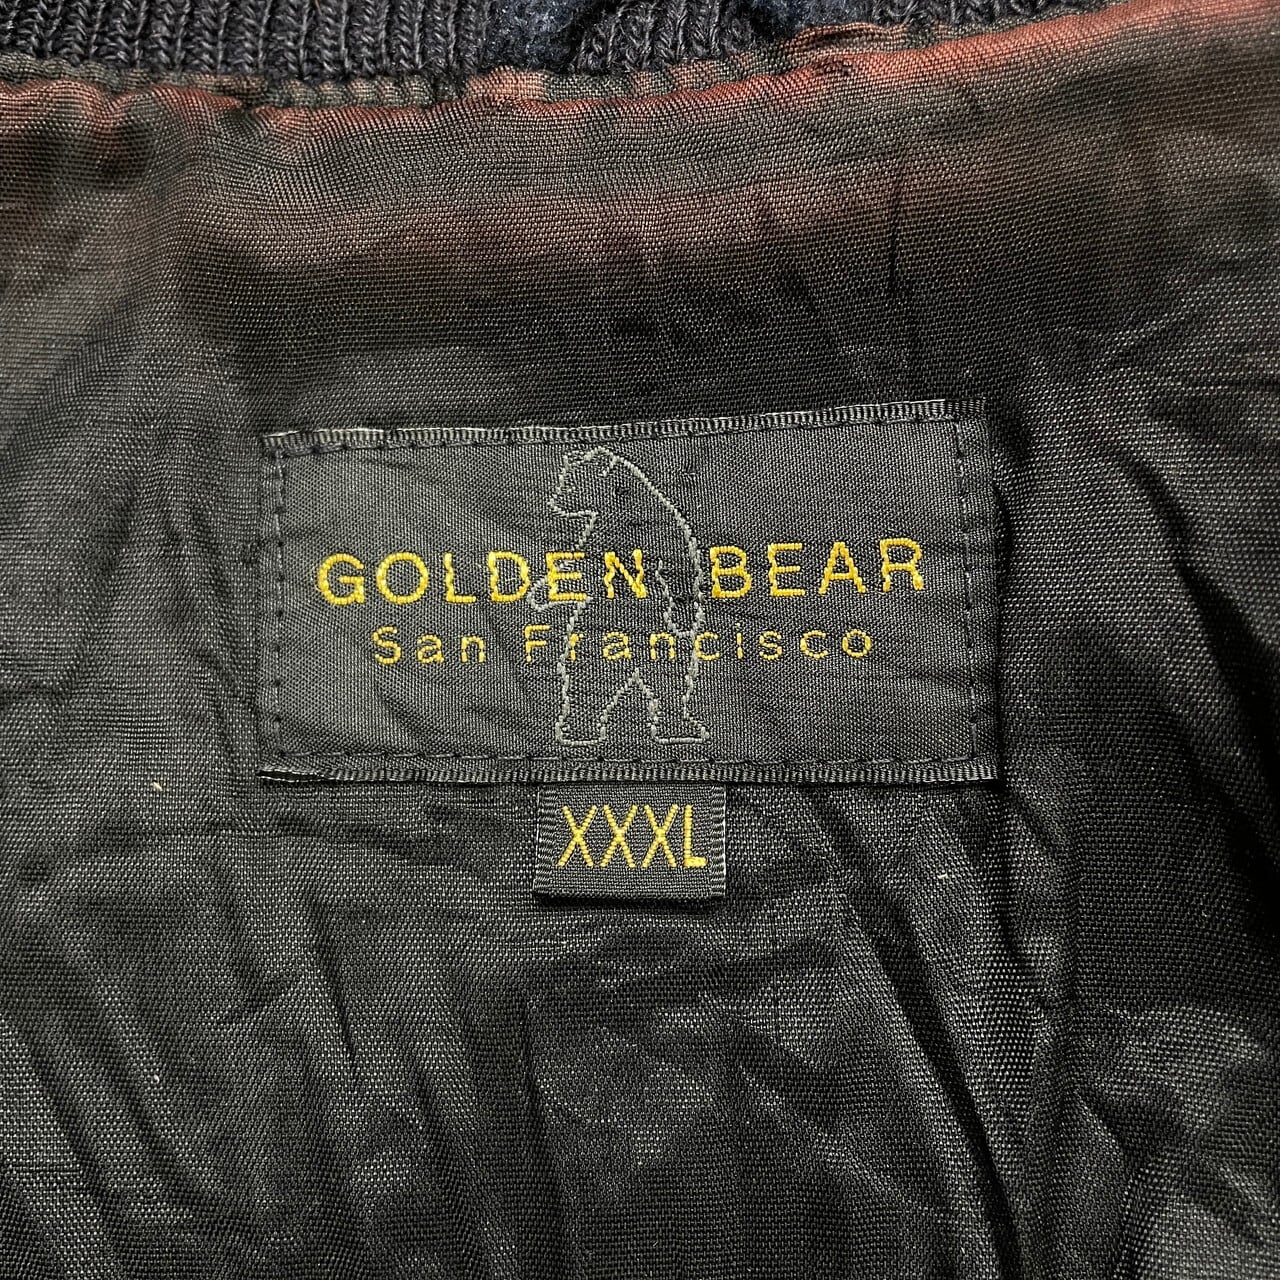 GOLDEN BEAR
San Francisco
XXXL